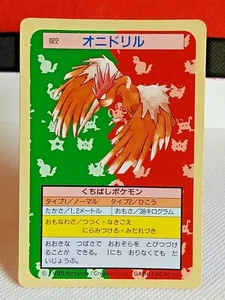 022 オニドリル
くちばしポケモン
タイプ1/ノーマル タイプ2/ひこう
たかさ/1.2メートル おもさ/38キログラム
おもなわざ/つつく・なきごえ
にらみつける・みだれづき
おおきな つばさで おおぞらを とびつづけ
ることが できる。 1にち